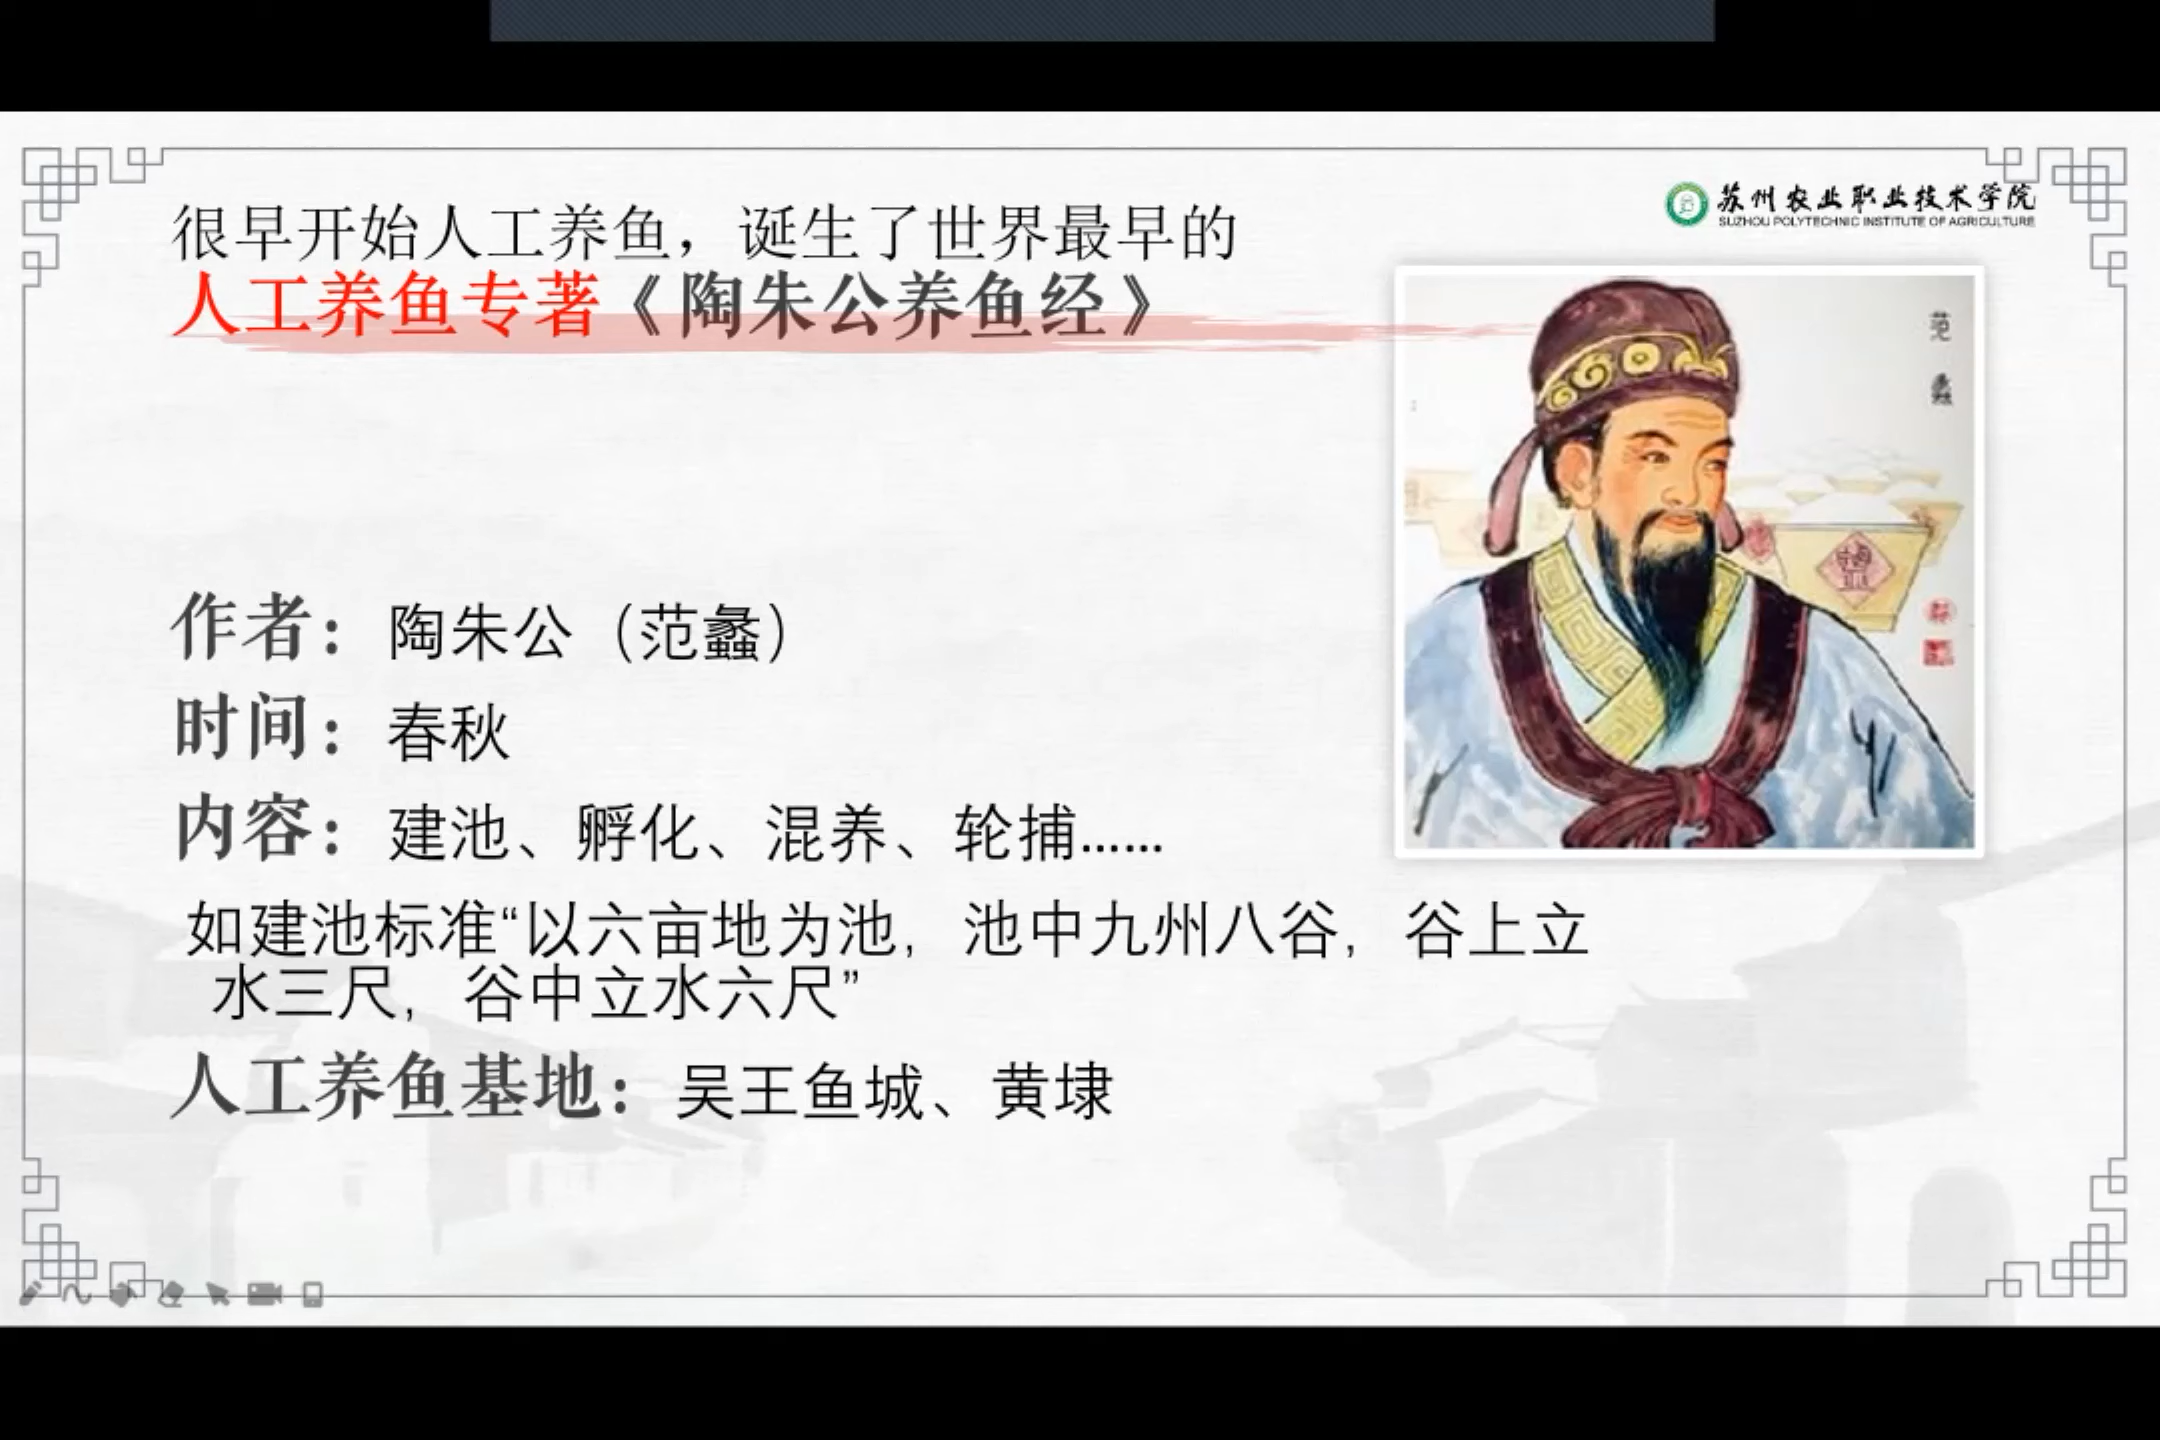 苏州农业职业技术学院
SUZHOU POLYTECHNIC INSTITUTE OF AGRICULTURE
很早开始人工养鱼，诞生了世界最早的
人工养鱼专著《陶朱公养鱼经》
范蠡
作者：陶朱公（范蠡）
时间：春秋
内容：建池、孵化、混养、轮捕……
如建池标准“以六亩地为池，池中九州八谷，谷上立
水三尺，谷中立水六尺”
人工养鱼基地：吴王鱼城、黄埭